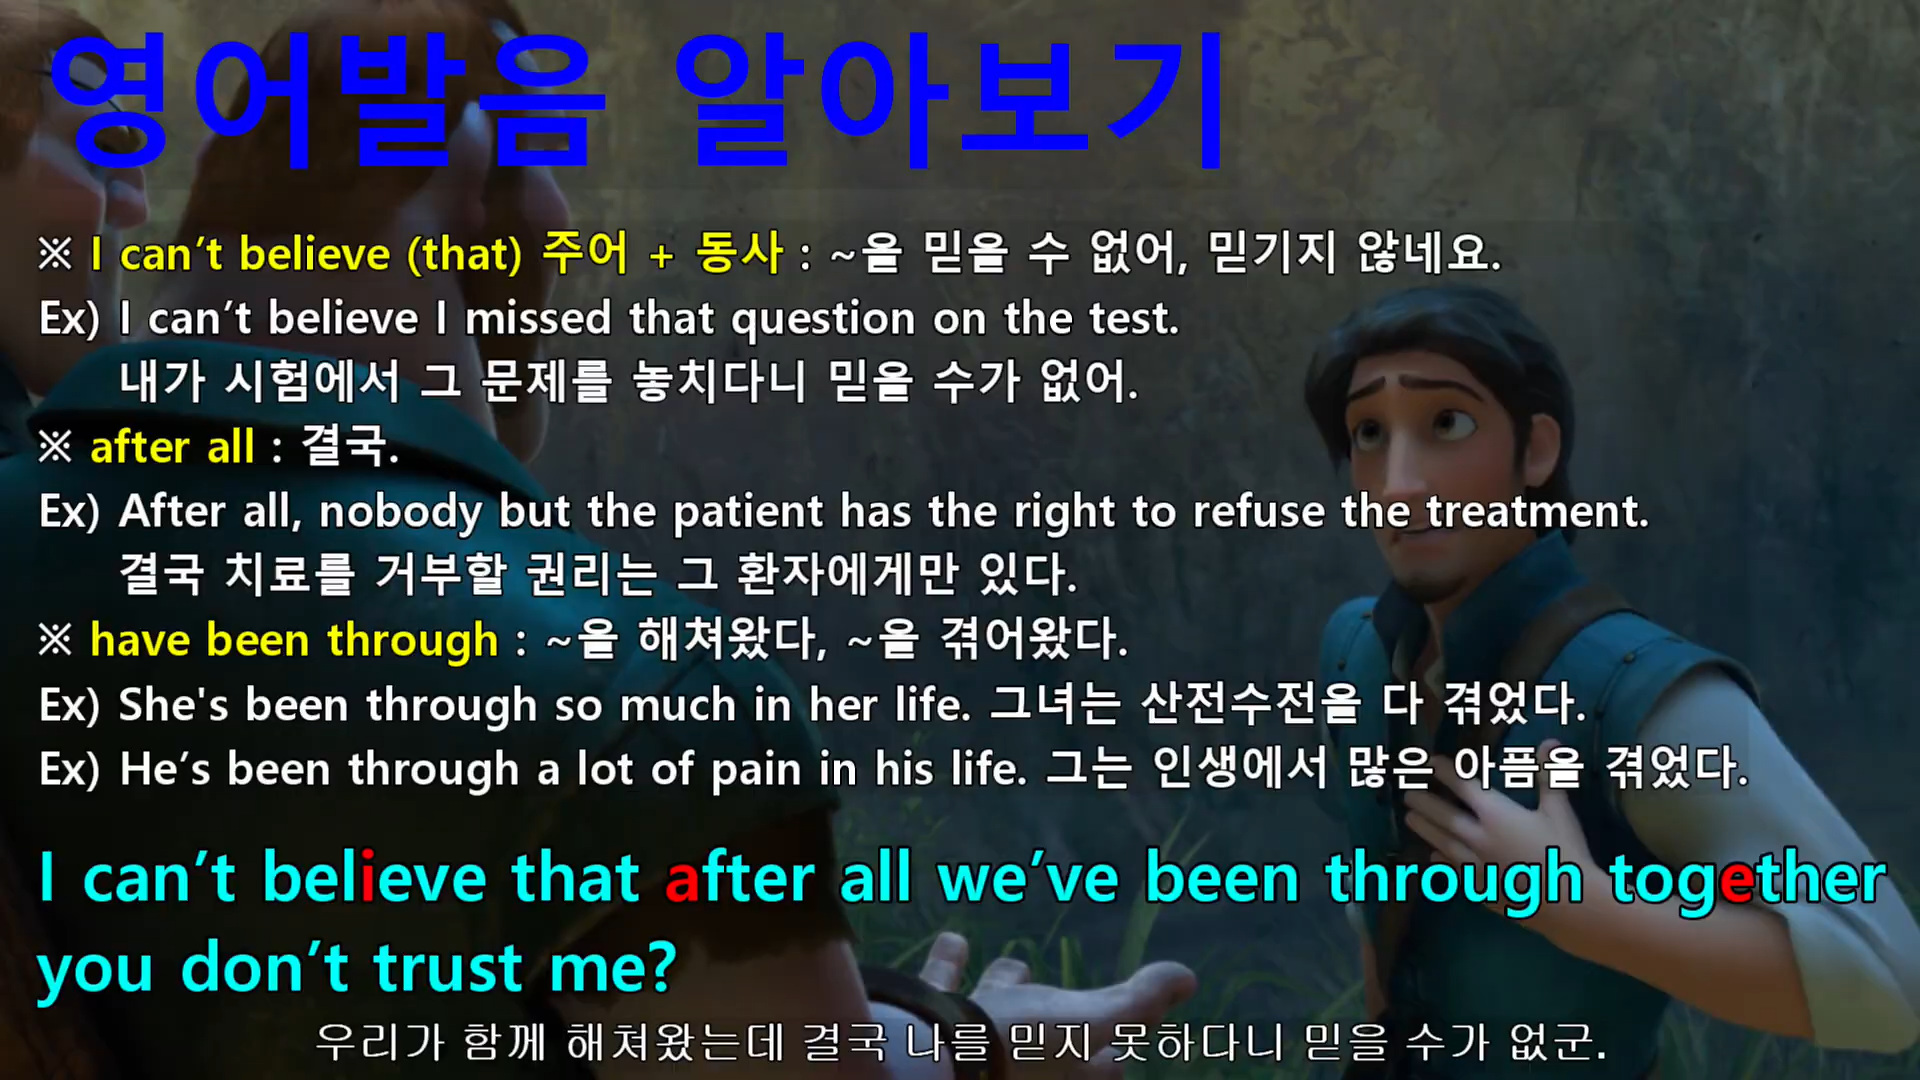 영어발음 알아보기
※ I can’t believe (that) 주어 + 동사 : ~을 믿을 수 없어, 믿기지 않네요.
Ex) I can’t believe I missed that question on the test.
내가 시험에서 그 문제를 놓치다니 믿을 수가 없어.
※ after all : 결국.
Ex) After all, nobody but the patient has the right to refuse the treatment.
결국 치료를 거부할 권리는 그 환자에게만 있다.
※ have been through : ~을 해쳐왔다, ~을 겪어왔다.
Ex) She's been through so much in her life. 그녀는 산전수전을 다 겪었다.
Ex) He’s been through a lot of pain in his life. 그는 인생에서 많은 아픔을 겪었다.
I can’t believe that after all we’ve been through together
you don’t trust me?
우리가 함께 해쳐왔는데 결국 나를 믿지 못하다니 믿을 수가 없군.